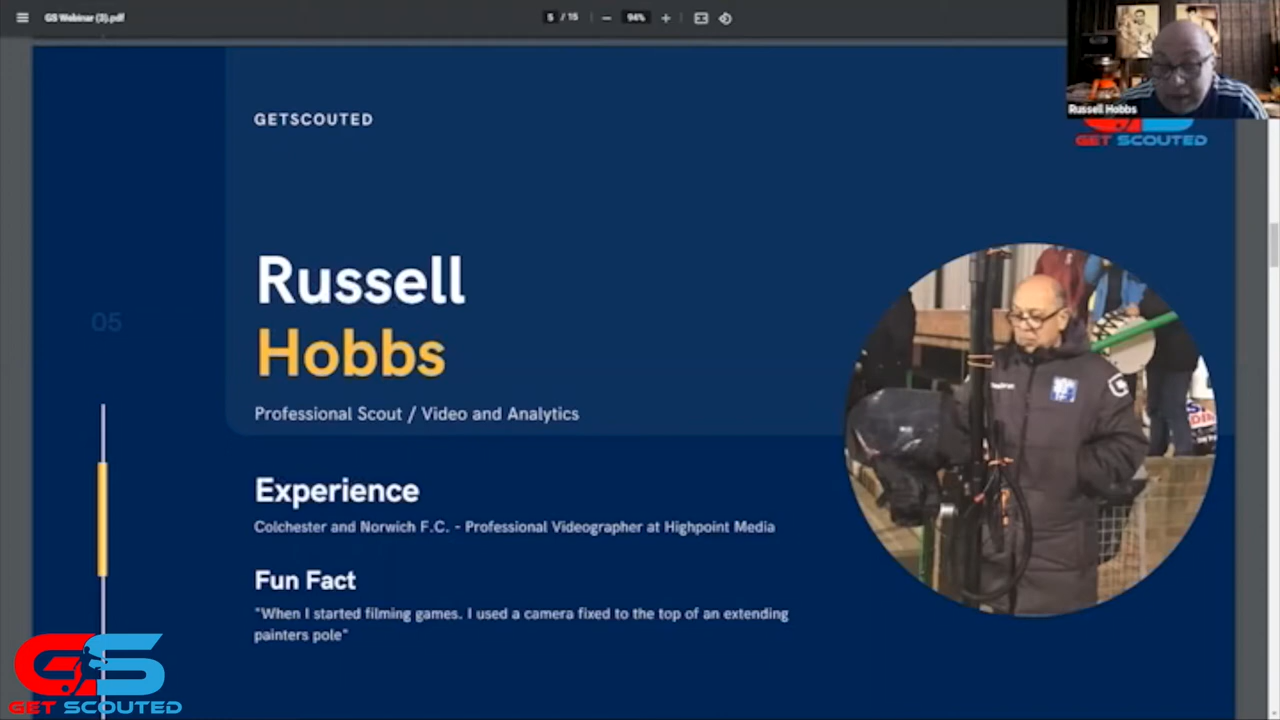 GS Webinar (3).pdf
5 / 15
94%
Russell Hobbs
GET SCOUTED
GETSCOUTED
Russell
Hobbs
Professional Scout / Video and Analytics
05
Experience
Colchester and Norwich F.C. - Professional Videographer at Highpoint Media
Fun Fact
"When I started filming games. I used a camera fixed to the top of an extending
painters pole"
GS
GET SCOUTED